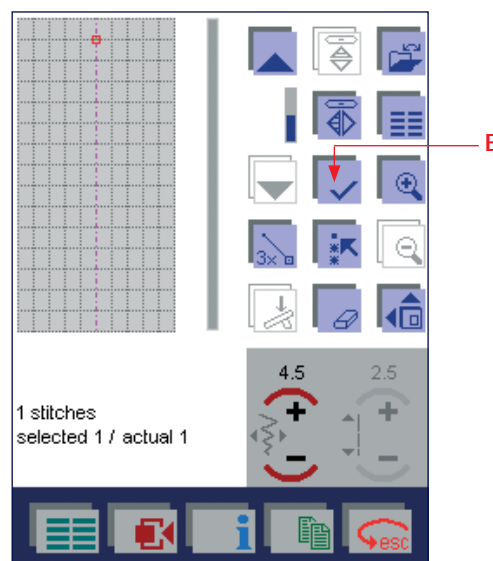 E
3x
4.5 2.5
1 stitches
selected 1 / actual 1
i
esc